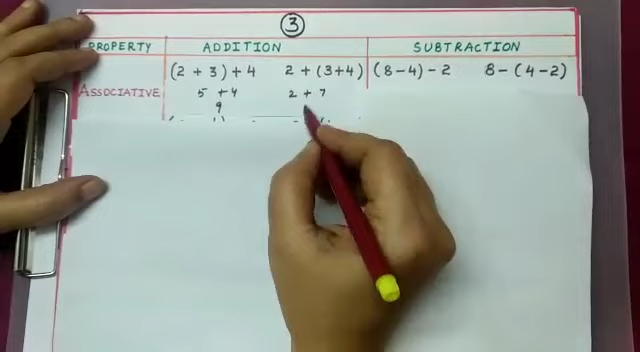 3
PROPERTY ADDITION SUBTRACTION
(2 + 3) + 4 2 + (3+4) (8-4) - 2 8 - (4-2)
ASSOCIATIVE 5 + 4 2 + 7
9